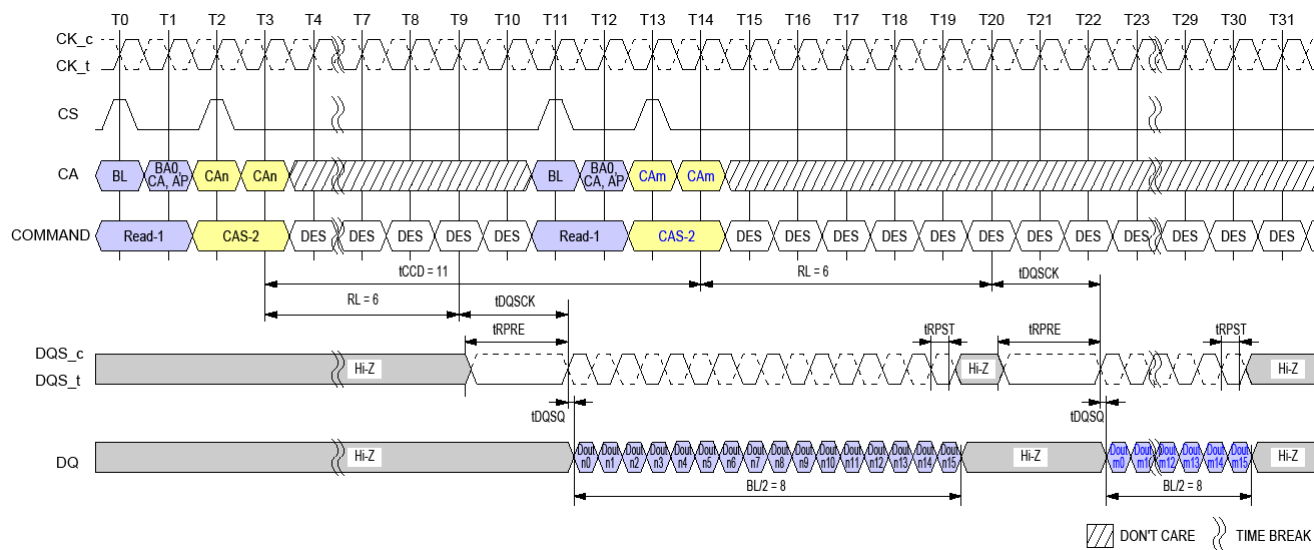 T0 T1 T2 T3 T4 T7 T8 T9 T10 T11 T12 T13 T14 T15 T16 T17 T18 T19 T20 T21 T22 T23 T29 T30 T31
CK_c
CK_t
CS
CA BL BA0, CA, AP CAn CAn BL BA0, CA, AP CAm CAm
COMMAND Read-1 CAS-2 DES DES DES DES DES Read-1 CAS-2 DES DES DES DES DES DES DES DES DES DES DES DES
tCCD = 11 RL = 6 tDQSCK
RL = 6 tDQSCK
tRPRE tRPST tRPRE tRPST
DQS_c
DQS_t
Hi-Z Hi-Z Hi-Z
tDQSQ tDQSQ
DQ Hi-Z Dout n0 Dout n1 Dout n2 Dout n3 Dout n4 Dout n5 Dout n6 Dout n7 Dout n8 Dout n9 Dout n10 Dout n11 Dout n12 Dout n13 Dout n14 Dout n15 Hi-Z Dout m0 Dout m10 Dout m12 Dout m13 Dout m14 Dout m15 Hi-Z
BL/2 = 8 BL/2 = 8
DON'T CARE TIME BREAK